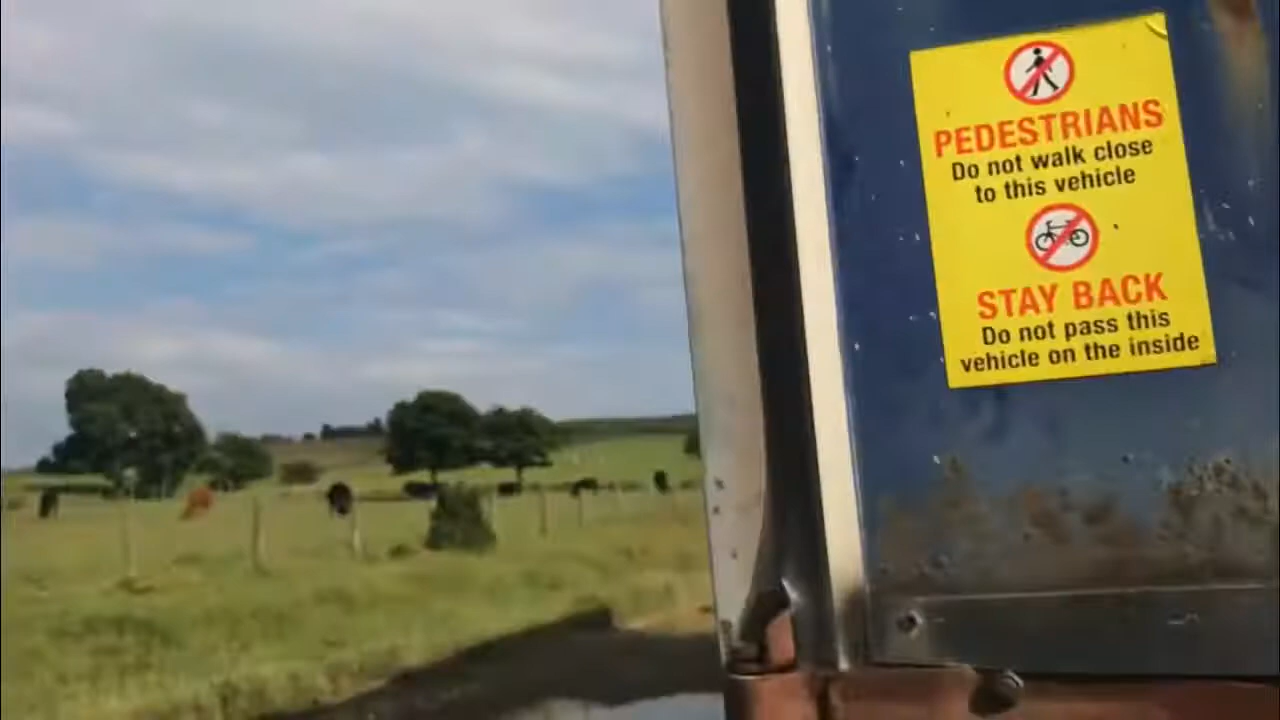 PEDESTRIANS
Do not walk close
to this vehicle
STAY BACK
Do not pass this
vehicle on the inside